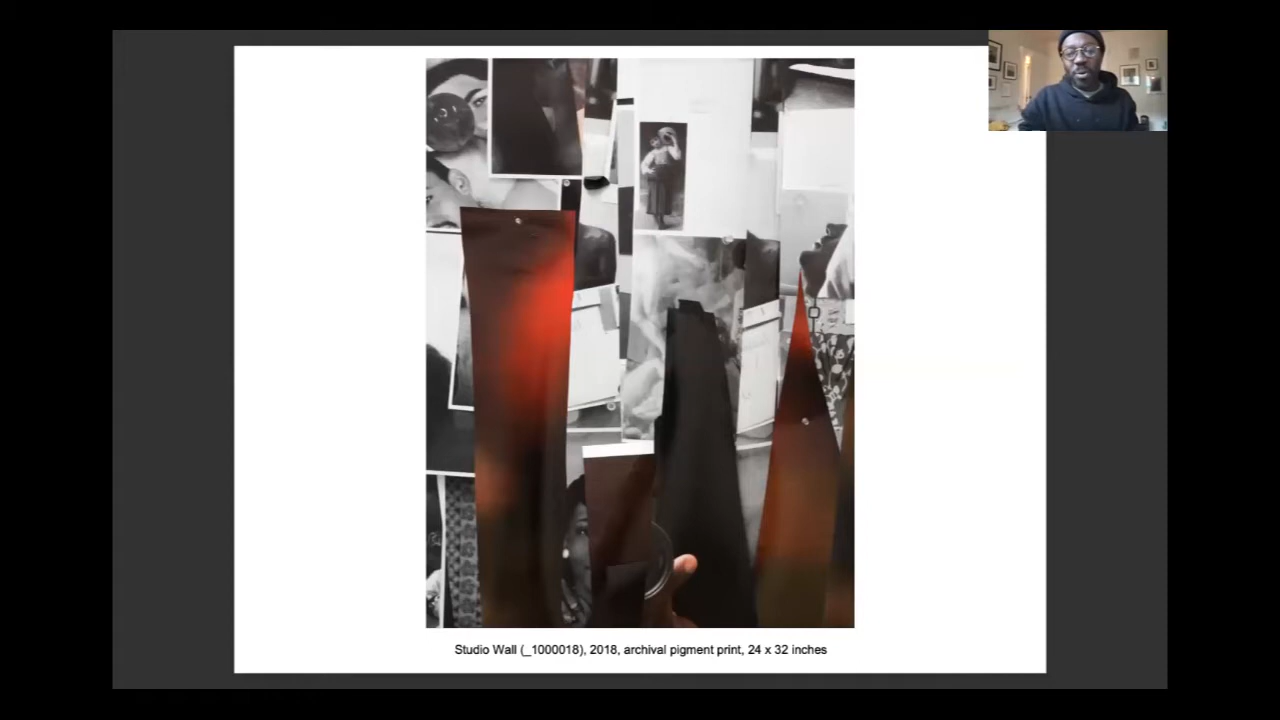 Studio Wall (_1000018), 2018, archival pigment print, 24 x 32 inches